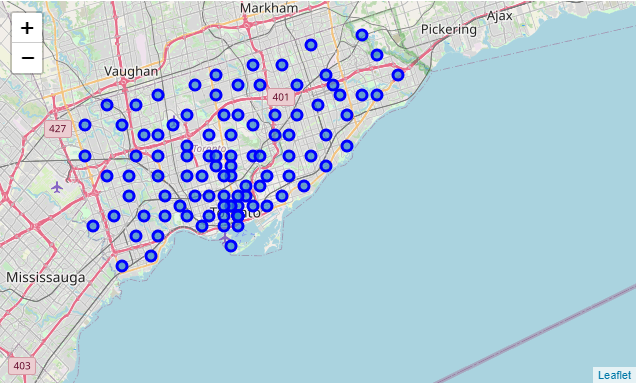 Markham
Ajax
Pickering
+
−
Vaughan
401
427
Toronto
Mississauga
403
Leaflet